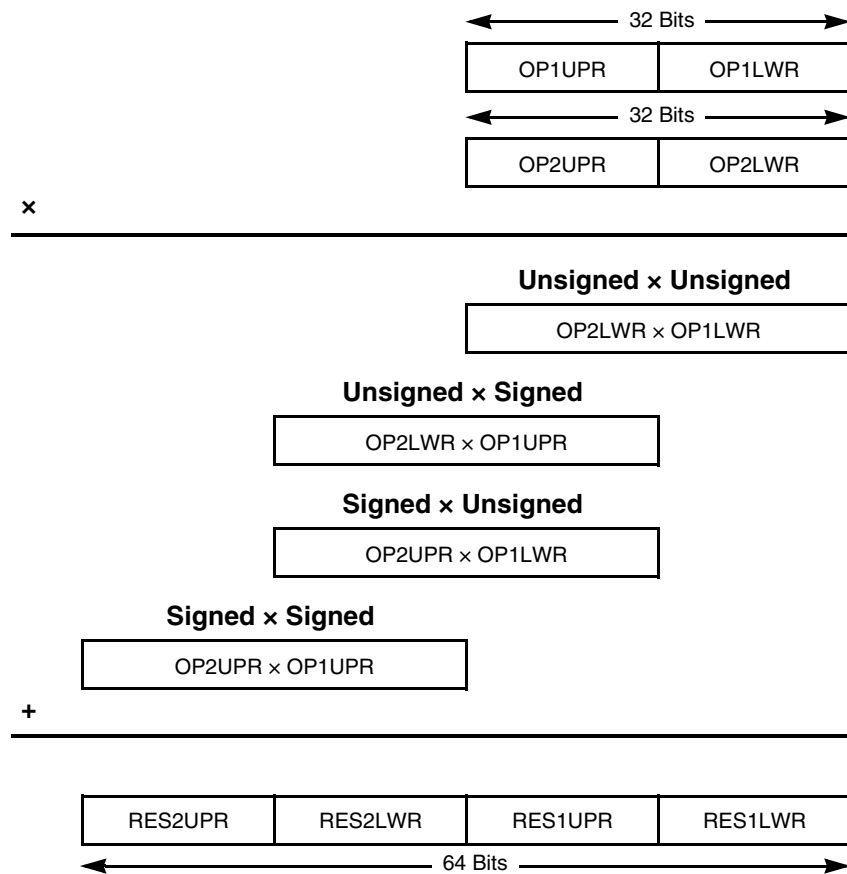 32 Bits
OP1UPR OP1LWR
32 Bits
OP2UPR OP2LWR
×
Unsigned × Unsigned
OP2LWR × OP1LWR
Unsigned × Signed
OP2LWR × OP1UPR
Signed × Unsigned
OP2UPR × OP1LWR
Signed × Signed
OP2UPR × OP1UPR
+
RES2UPR RES2LWR RES1UPR RES1LWR
64 Bits